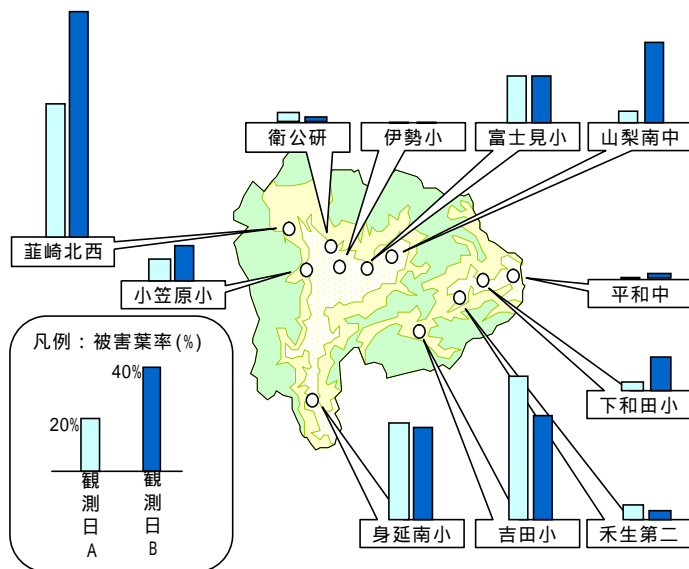 衛公研
伊勢小
富士見小
山梨南中
韮崎北西
小笠原小
平和中
下和田小
凡例：被害葉率(%)
40%
20%
観測日A
観測日B
身延南小
吉田小
禾生第二